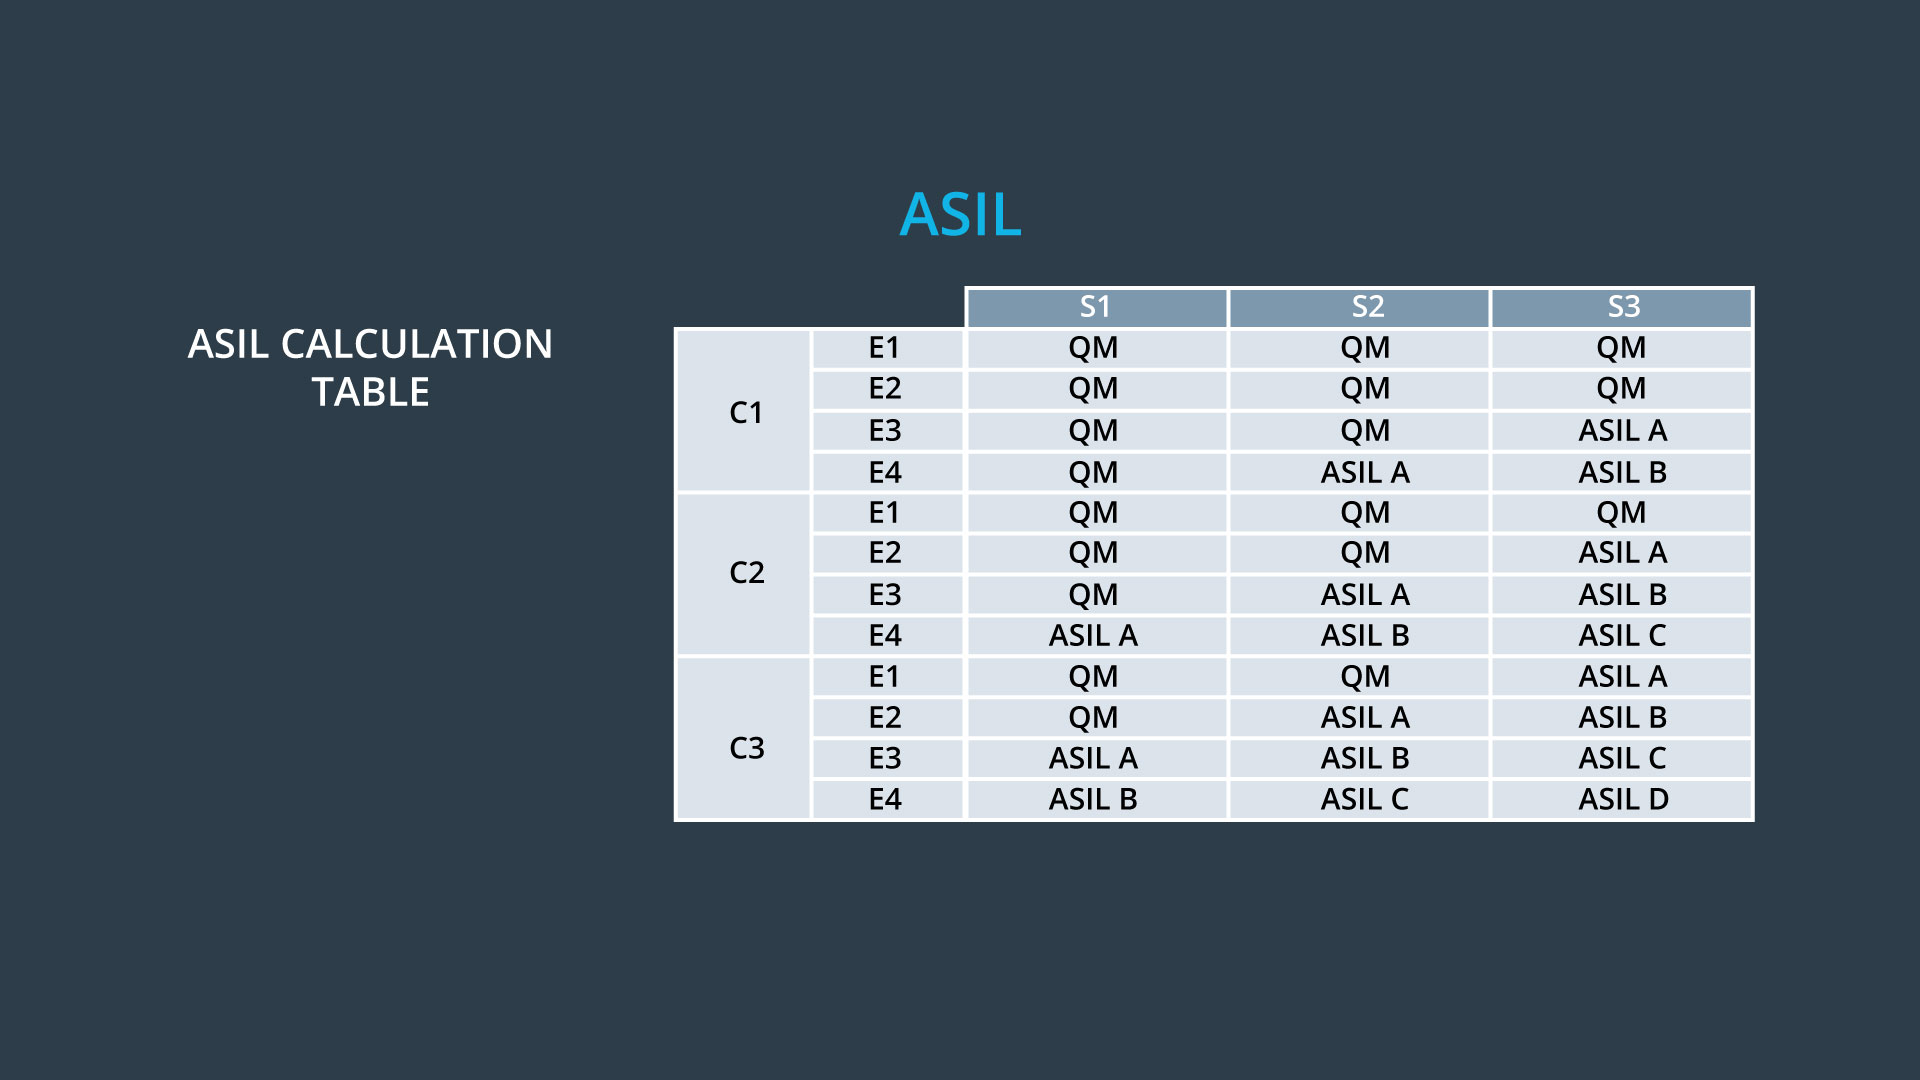 ASIL
ASIL CALCULATION
TABLE
S1 S2 S3
C1
E1 QM QM QM
E2 QM QM QM
E3 QM QM ASIL A
E4 QM ASIL A ASIL B
C2
E1 QM QM QM
E2 QM QM ASIL A
E3 QM ASIL A ASIL B
E4 ASIL A ASIL B ASIL C
C3
E1 QM QM ASIL A
E2 QM ASIL A ASIL B
E3 ASIL A ASIL B ASIL C
E4 ASIL B ASIL C ASIL D